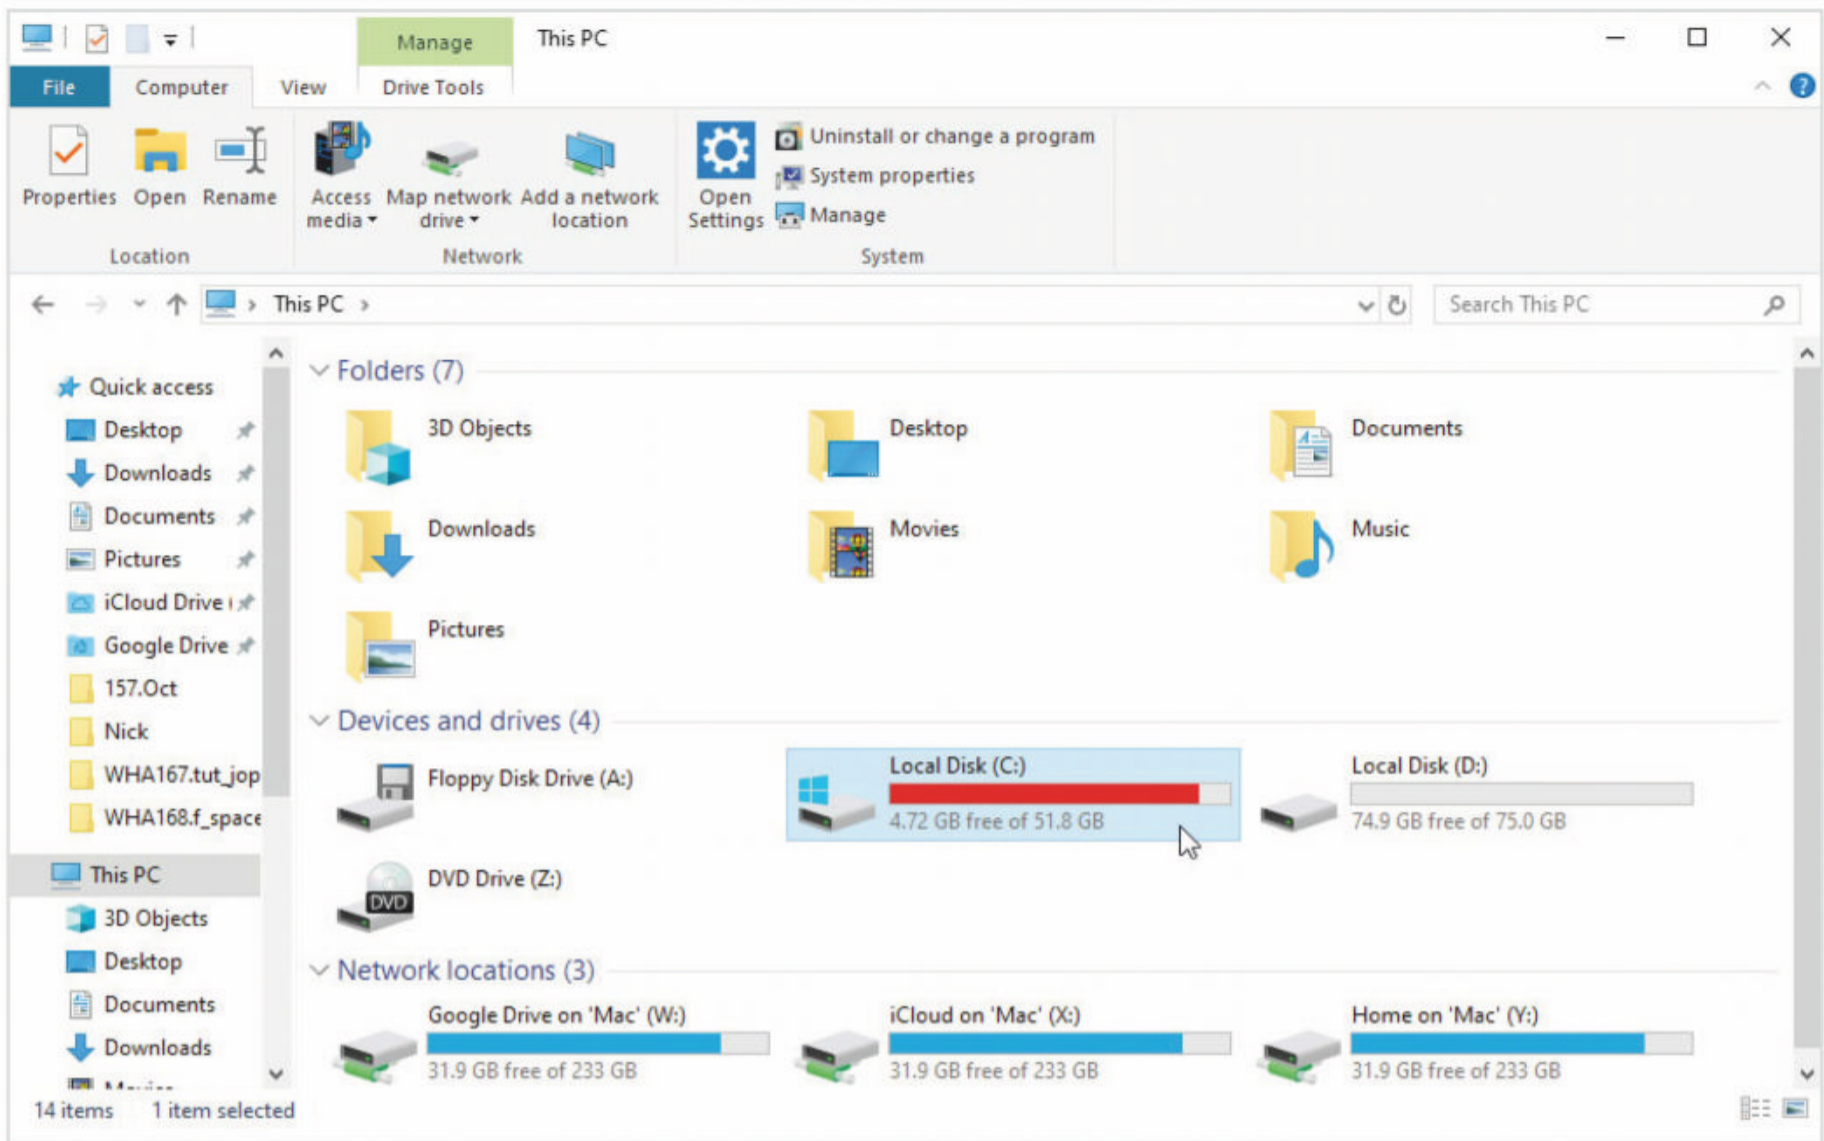 Manage
This PC
File
Computer
View
Drive Tools
Properties
Open
Rename
Access media
Map network drive
Add a network location
Open Settings
Uninstall or change a program
System properties
Manage
Location
Network
System
This PC
Search This PC
Quick access
Desktop
Downloads
Documents
Pictures
iCloud Drive (
Google Drive
157.Oct
Nick
WHA167.tut_jop
WHA168.f_space
This PC
3D Objects
Desktop
Documents
Downloads
Folders (7)
3D Objects
Desktop
Documents
Downloads
Movies
Music
Pictures
Devices and drives (4)
Floppy Disk Drive (A:)
Local Disk (C:)
4.72 GB free of 51.8 GB
Local Disk (D:)
74.9 GB free of 75.0 GB
DVD Drive (Z:)
DVD
Network locations (3)
Google Drive on 'Mac' (W:)
31.9 GB free of 233 GB
iCloud on 'Mac' (X:)
31.9 GB free of 233 GB
Home on 'Mac' (Y:)
31.9 GB free of 233 GB
14 items
1 item selected